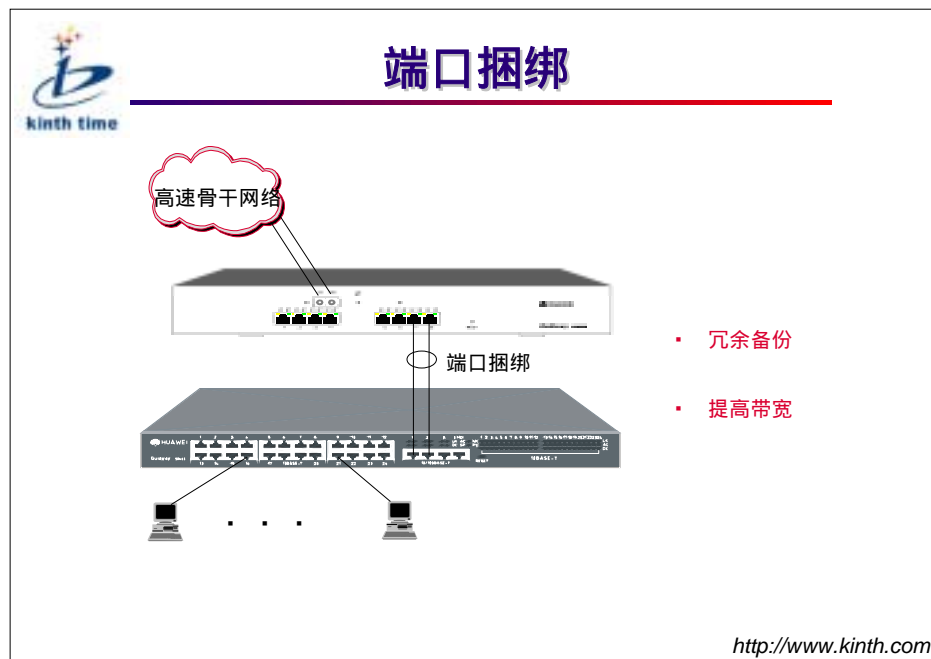 端口捆绑
kinth time
高速骨干网络
端口捆绑
▪ 冗余备份
▪ 提高带宽
HUAWEI
10BASE-T
http://www.kinth.com